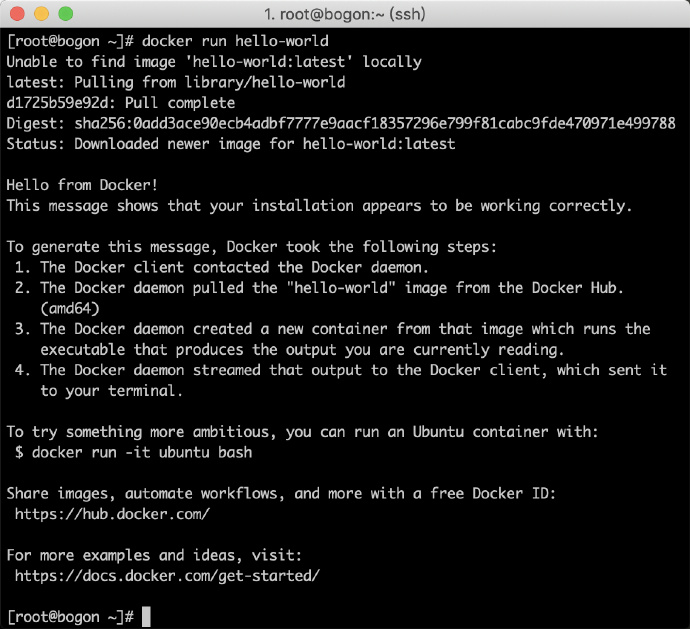 1. root@bogon:~ (ssh)
[root@bogon ~]# docker run hello-world
Unable to find image 'hello-world:latest' locally
latest: Pulling from library/hello-world
d1725b59e92d: Pull complete
Digest: sha256:0add3ace90ecb4adbf7777e9aacf18357296e799f81cabc9fde470971e499788
Status: Downloaded newer image for hello-world:latest
Hello from Docker!
This message shows that your installation appears to be working correctly.
To generate this message, Docker took the following steps:
1. The Docker client contacted the Docker daemon.
2. The Docker daemon pulled the "hello-world" image from the Docker Hub.
(amd64)
3. The Docker daemon created a new container from that image which runs the
executable that produces the output you are currently reading.
4. The Docker daemon streamed that output to the Docker client, which sent it
to your terminal.
To try something more ambitious, you can run an Ubuntu container with:
$ docker run -it ubuntu bash
Share images, automate workflows, and more with a free Docker ID:
https://hub.docker.com/
For more examples and ideas, visit:
https://docs.docker.com/get-started/
[root@bogon ~]#